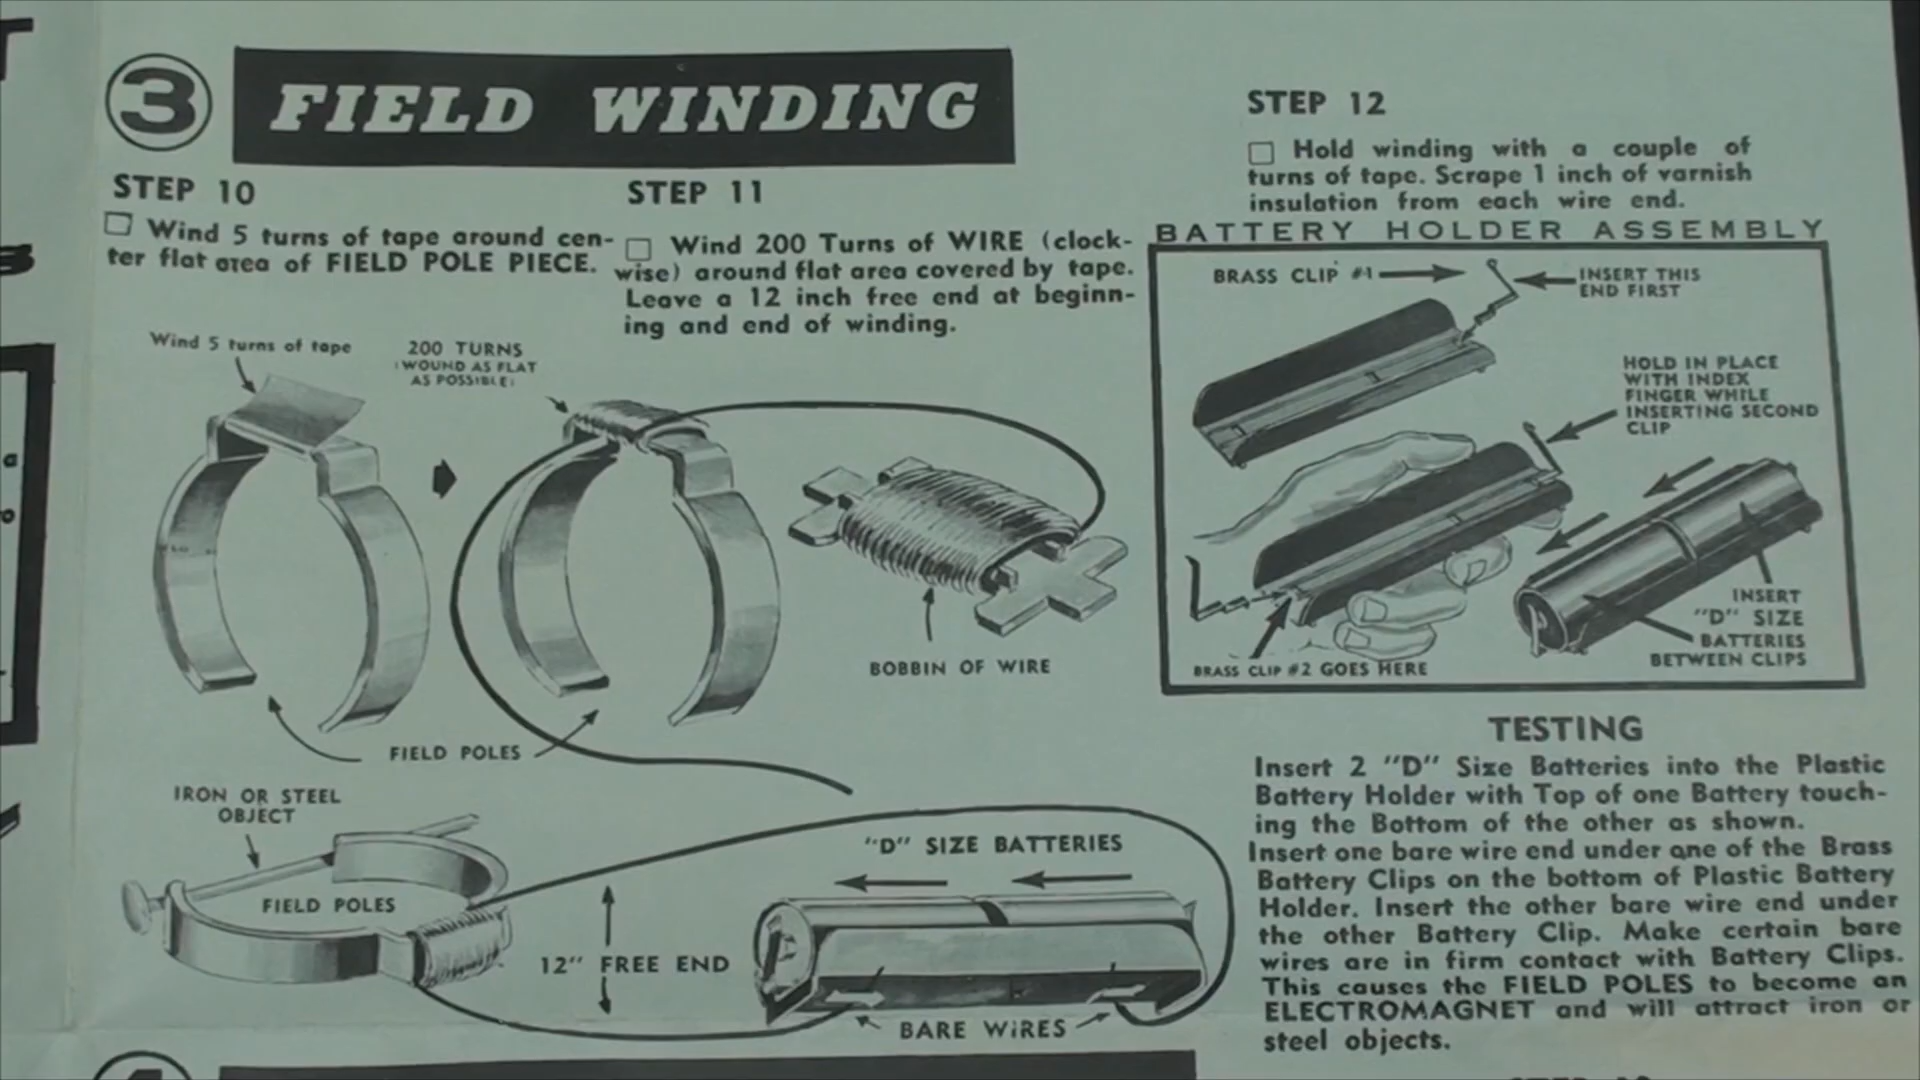 3 FIELD WINDING
STEP 10
Wind 5 turns of tape around cen-
ter flat area of FIELD POLE PIECE.
STEP 11
Wind 200 Turns of WIRE (clock-
wise) around flat area covered by tape.
Leave a 12 inch free end at beginn-
ing and end of winding.
STEP 12
Hold winding with a couple of
turns of tape. Scrape 1 inch of varnish
insulation from each wire end.
Wind 5 turns of tape
200 TURNS
(WOUND AS FLAT
AS POSSIBLE)
BOBBIN OF WIRE
FIELD POLES
BATTERY HOLDER ASSEMBLY
BRASS CLIP #1
INSERT THIS
END FIRST
HOLD IN PLACE
WITH INDEX
FINGER WHILE
INSERTING SECOND
CLIP
INSERT
"D" SIZE
BATTERIES
BETWEEN CLIPS
BRASS CLIP #2 GOES HERE
IRON OR STEEL
OBJECT
FIELD POLES
12" FREE END
"D" SIZE BATTERIES
BARE WIRES
TESTING
Insert 2 "D" Size Batteries into the Plastic
Battery Holder with Top of one Battery touch-
ing the Bottom of the other as shown.
Insert one bare wire end under one of the Brass
Battery Clips on the bottom of Plastic Battery
Holder. Insert the other bare wire end under
the other Battery Clip. Make certain bare
wires are in firm contact with Battery Clips.
This causes the FIELD POLES to become an
ELECTROMAGNET and will attract iron or
steel objects.